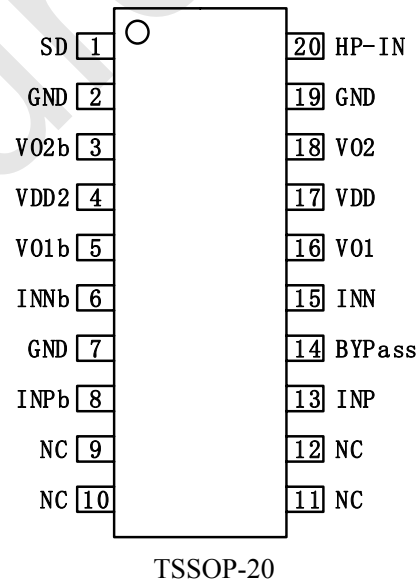 SD 1 20 HP-IN
GND 2 19 GND
VO2b 3 18 VO2
VDD2 4 17 VDD
VO1b 5 16 VO1
INNb 6 15 INN
GND 7 14 BYPass
INPb 8 13 INP
NC 9 12 NC
NC 10 11 NC
TSSOP-20